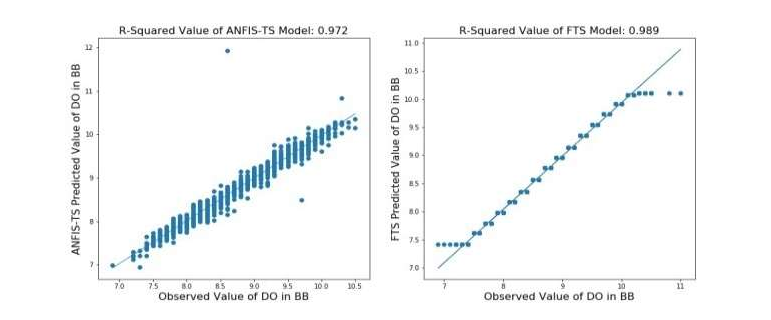 R-Squared Value of ANFIS-TS Model: 0.972
ANFIS-TS Predicted Value of DO in BB
12
11
10
9
8
7
7.0 7.5 8.0 8.5 9.0 9.5 10.0 10.5
Observed Value of DO in BB
R-Squared Value of FTS Model: 0.989
FTS Predicted Value of DO in BB
11.0
10.5
10.0
9.5
9.0
8.5
8.0
7.5
7.0
7 8 9 10 11
Observed Value of DO in BB